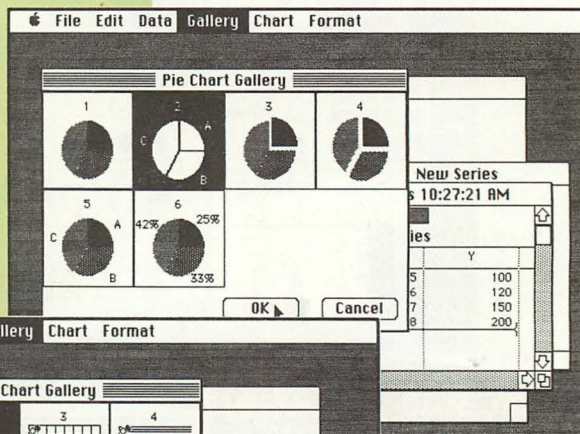 File Edit Data Gallery Chart Format
Pie Chart Gallery
1 2 3 4
C A B
5 6
C A B
42% 25% 33%
New Series
10:27:21 AM
ies
Y
5 100
6 120
7 150
8 200
OK Cancel
llery Chart Format
Chart Gallery
3 4